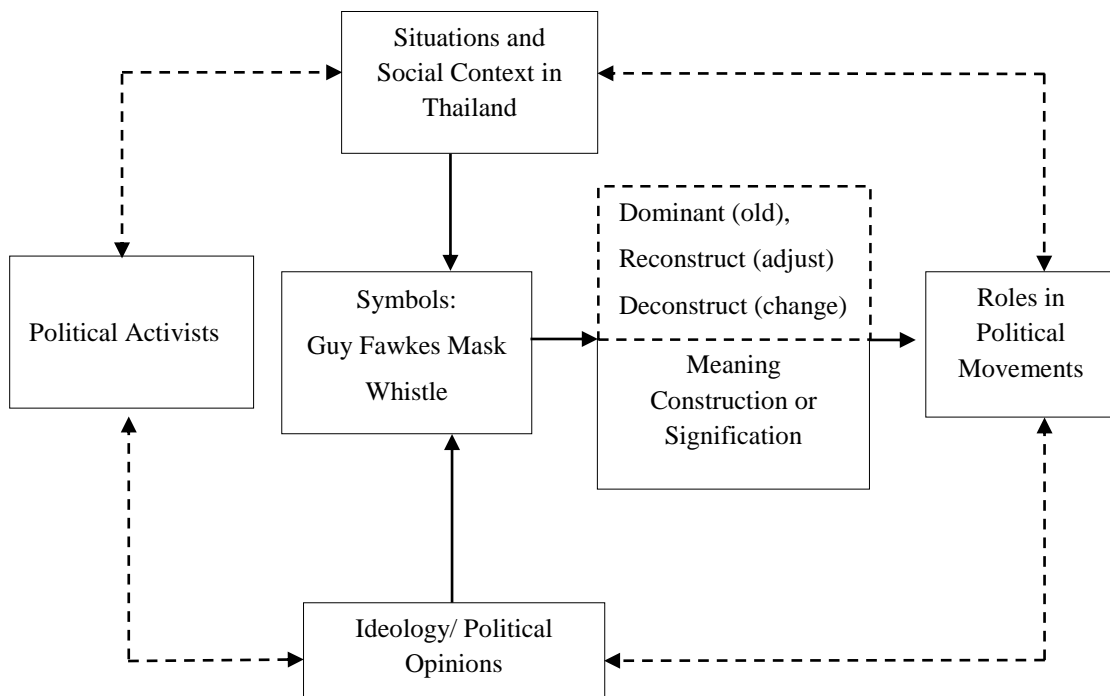 Situations and
Social Context in
Thailand
Dominant (old),
Reconstruct (adjust)
Deconstruct (change)
Political Activists
Symbols:
Guy Fawkes Mask
Whistle
Meaning
Construction or
Signification
Roles in
Political
Movements
Ideology/ Political
Opinions